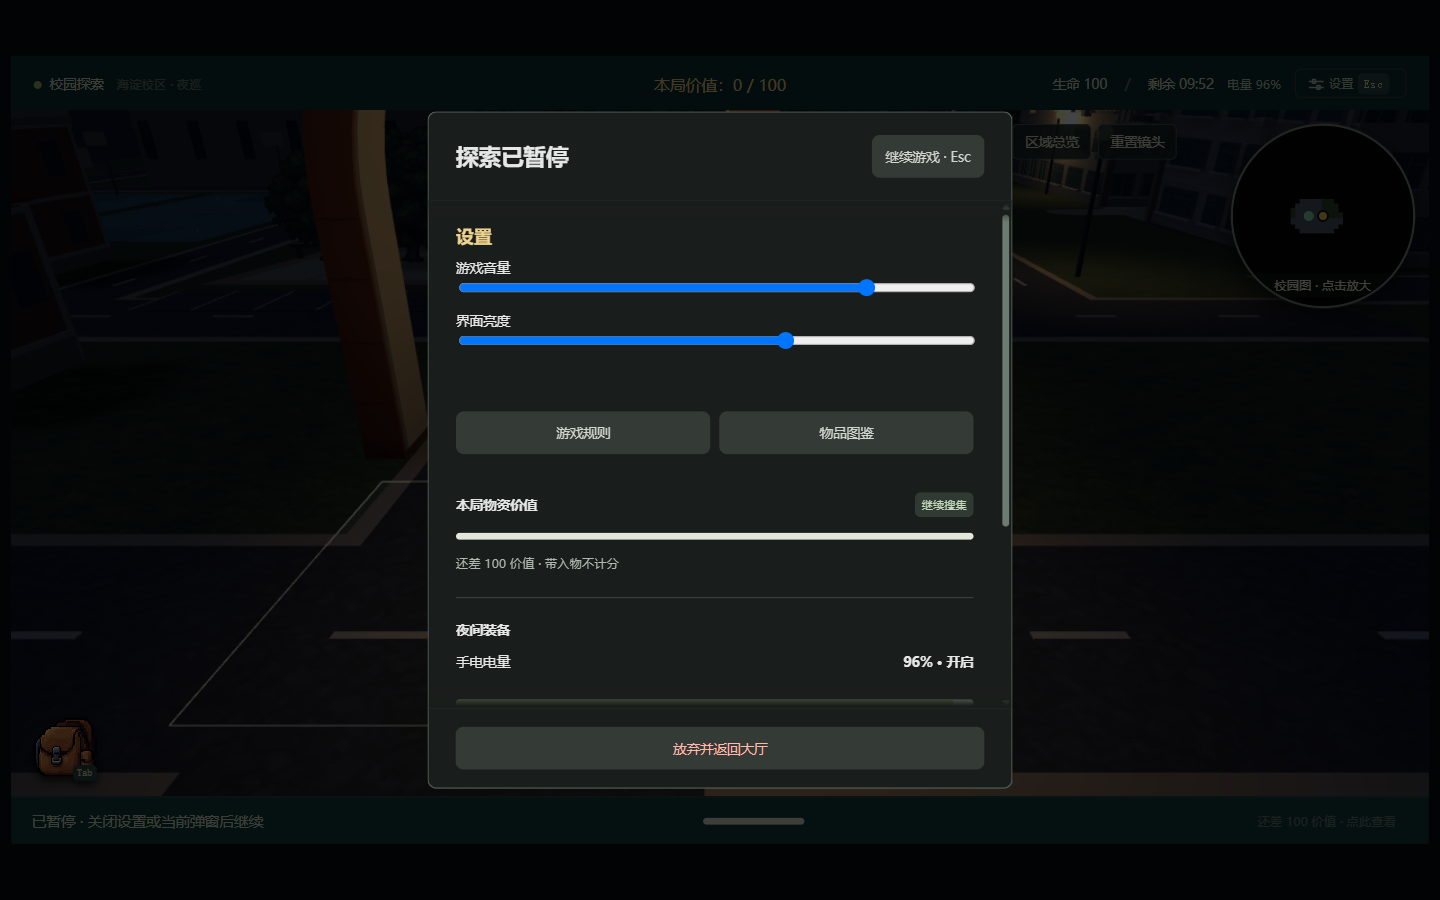 校园探索 海淀校区 · 夜巡
本局价值：0 / 100
生命 100 / 剩余 09:52 电量 96% 设置 Esc
区域总览 重置镜头
校园图 · 点击放大
探索已暂停
继续游戏 · Esc
设置
游戏音量
界面亮度
游戏规则
物品图鉴
本局物资价值
继续搜集
还差 100 价值 · 带入物不计分
夜间装备
手电电量
96% • 开启
放弃并返回大厅
Tab
已暂停 · 关闭设置或当前弹窗后继续
还差 100 价值 · 点此查看